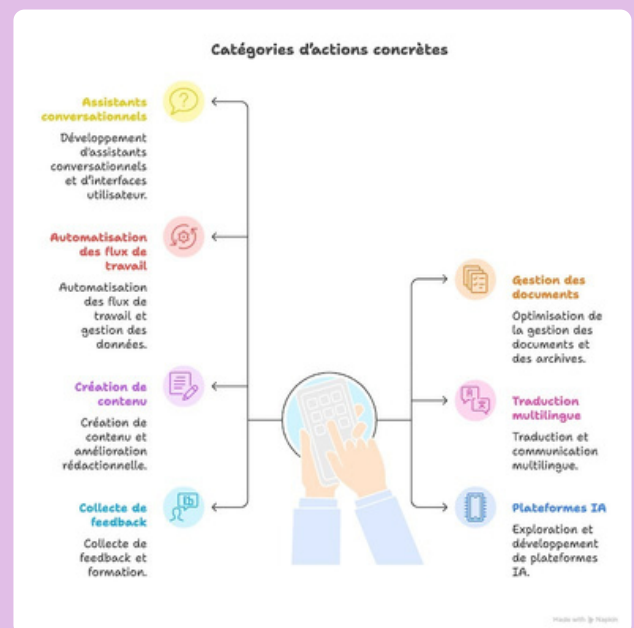 Catégories d'actions concrètes
Assistants
conversationnels
Développement
d'assistants
conversationnels
et d'interfaces
utilisateur.
Automatisation
des flux de
travail
Automatisation
des flux de
travail et
gestion des
données.
Création de
contenu
Création de
contenu et
amélioration
rédactionnelle.
Collecte de
feedback
Collecte de
feedback et
formation.
Gestion des
documents
Optimisation de
la gestion des
documents et
des archives.
Traduction
multilingue
Traduction et
communication
multilingue.
Plateformes IA
Exploration et
développement
de plateformes
IA.
Made with Napkin